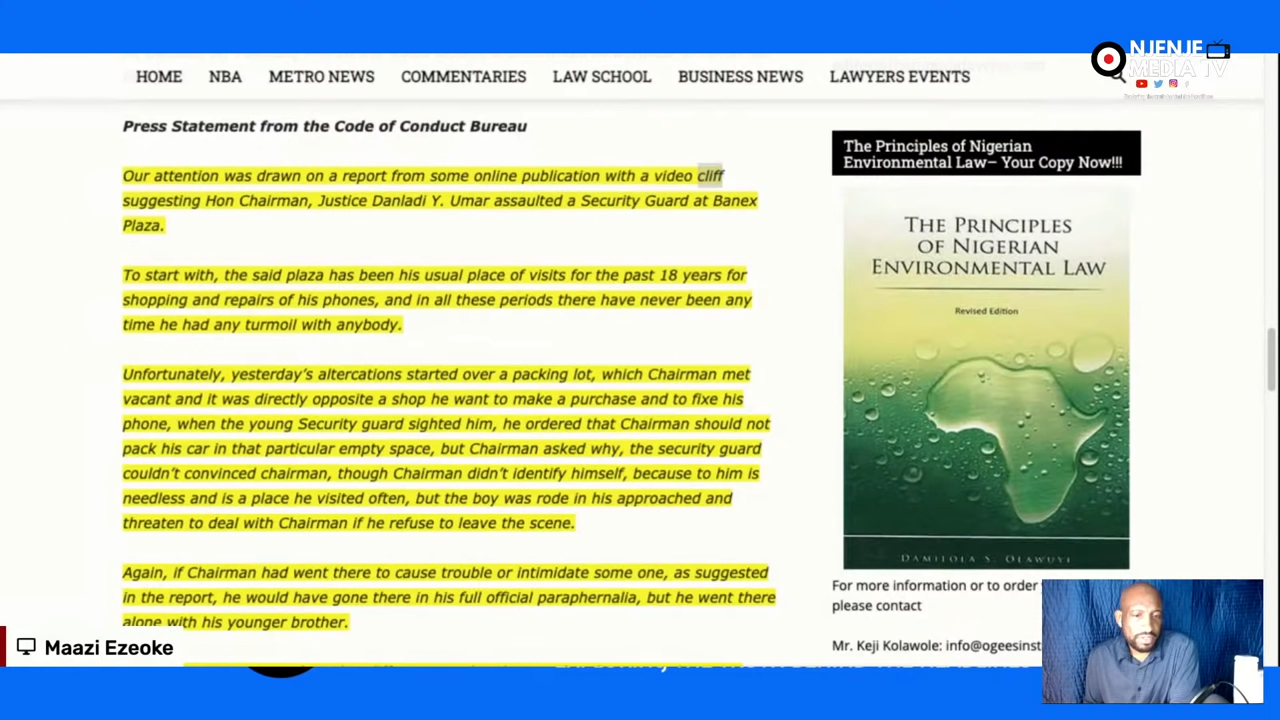 NJENJE
MEDIA TV
HOME NBA METRO NEWS COMMENTARIES LAW SCHOOL BUSINESS NEWS LAWYERS EVENTS
Press Statement from the Code of Conduct Bureau
Our attention was drawn on a report from some online publication with a video cliff
suggesting Hon Chairman, Justice Danladi Y. Umar assaulted a Security Guard at Banex
Plaza.
To start with, the said plaza has been his usual place of visits for the past 18 years for
shopping and repairs of his phones, and in all these periods there have never been any
time he had any turmoil with anybody.
Unfortunately, yesterday's altercations started over a packing lot, which Chairman met
vacant and it was directly opposite a shop he want to make a purchase and to fixe his
phone, when the young Security guard sighted him, he ordered that Chairman should not
pack his car in that particular empty space, but Chairman asked why, the security guard
couldn't convinced chairman, though Chairman didn't identify himself, because to him is
needless and is a place he visited often, but the boy was rode in his approached and
threaten to deal with Chairman if he refuse to leave the scene.
Again, if Chairman had went there to cause trouble or intimidate some one, as suggested
in the report, he would have gone there in his full official paraphernalia, but he went there
alone with his younger brother.
The Principles of Nigerian
Environmental Law– Your Copy Now!!!
THE PRINCIPLES
OF NIGERIAN
ENVIRONMENTAL LAW
Revised Edition
DAMILOLA S. OLAWUYI
For more information or to order
please contact
Mr. Keji Kolawole: info@ogeesinst
Maazi Ezeoke